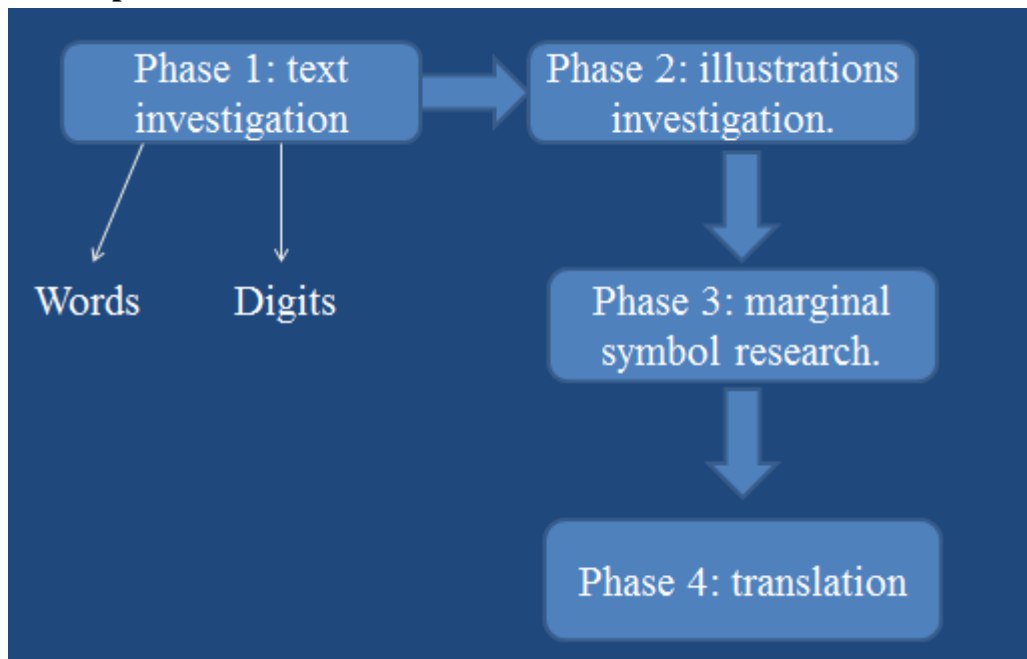 Phase 1: text
investigation
Phase 2: illustrations
investigation.
Words
Digits
Phase 3: marginal
symbol research.
Phase 4: translation